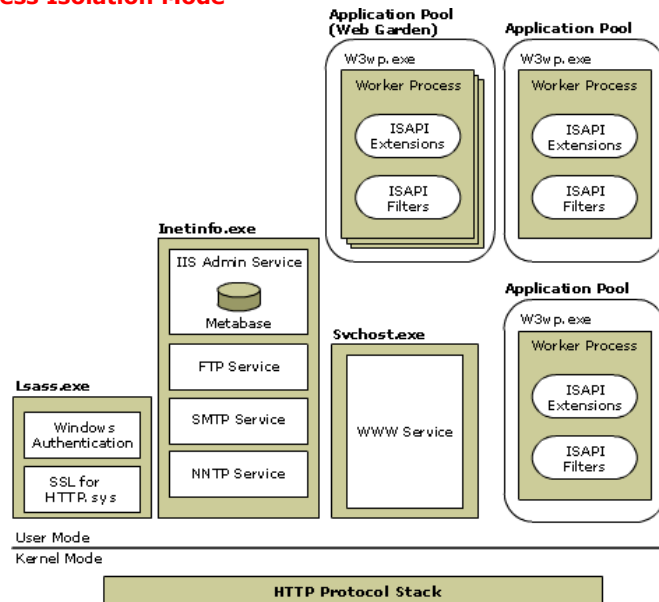 ess Isolation Mode
Application Pool
(Web Garden)
W3wp.exe
Worker Process
ISAPI
Extensions
ISAPI
Filters
Application Pool
W3wp.exe
Worker Process
ISAPI
Extensions
ISAPI
Filters
Inetinfo.exe
IIS Admin Service
Metabase
FTP Service
SMTP Service
NNTP Service
Svchost.exe
WWW Service
Application Pool
W3wp.exe
Worker Process
ISAPI
Extensions
ISAPI
Filters
Lsass.exe
Windows
Authentication
SSL for
HTTP.sys
User Mode
Kernel Mode
HTTP Protocol Stack